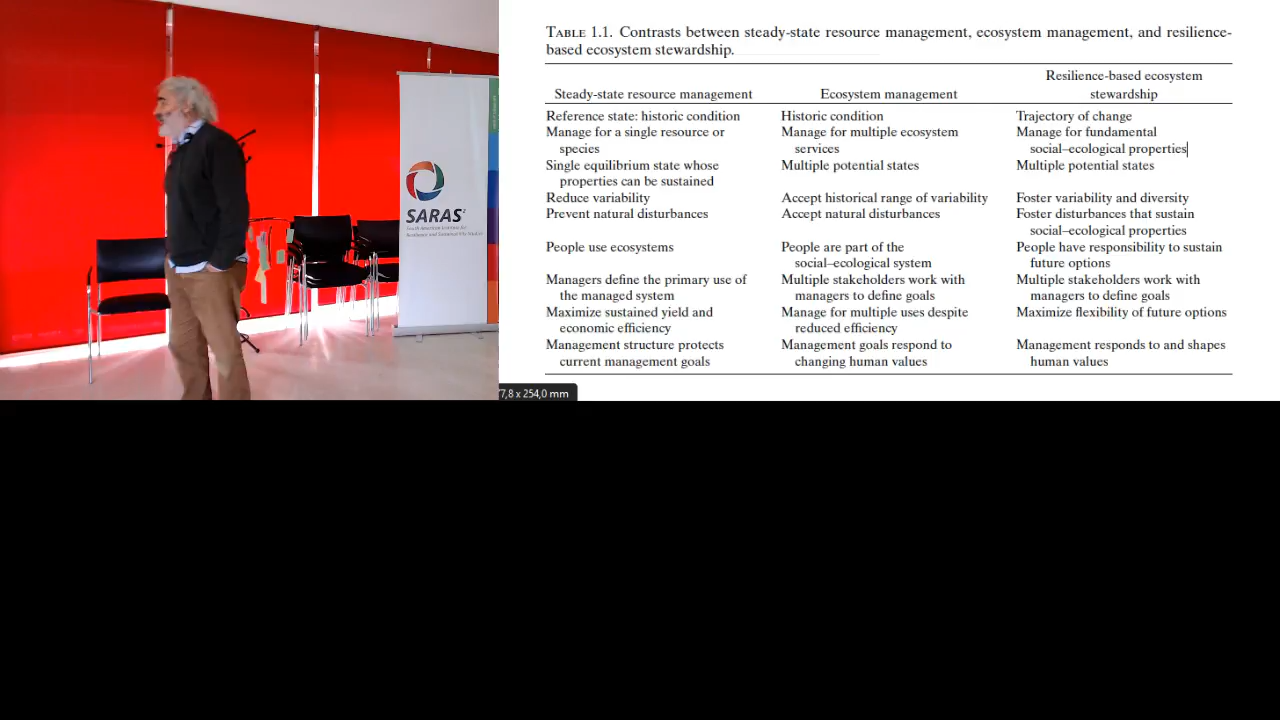 SARAS²
South American Institute for
Resilience and Sustainability Studies
TABLE 1.1. Contrasts between steady-state resource management, ecosystem management, and resilience-
based ecosystem stewardship.
Steady-state resource management
Ecosystem management
Resilience-based ecosystem
stewardship
Reference state: historic condition
Historic condition
Trajectory of change
Manage for a single resource or
species
Manage for multiple ecosystem
services
Manage for fundamental
social–ecological properties
Single equilibrium state whose
properties can be sustained
Multiple potential states
Multiple potential states
Reduce variability
Accept historical range of variability
Foster variability and diversity
Prevent natural disturbances
Accept natural disturbances
Foster disturbances that sustain
social–ecological properties
People use ecosystems
People are part of the
social–ecological system
People have responsibility to sustain
future options
Managers define the primary use of
the managed system
Multiple stakeholders work with
managers to define goals
Multiple stakeholders work with
managers to define goals
Maximize sustained yield and
economic efficiency
Manage for multiple uses despite
reduced efficiency
Maximize flexibility of future options
Management structure protects
current management goals
Management goals respond to
changing human values
Management responds to and shapes
human values
7,8 x 254,0 mm